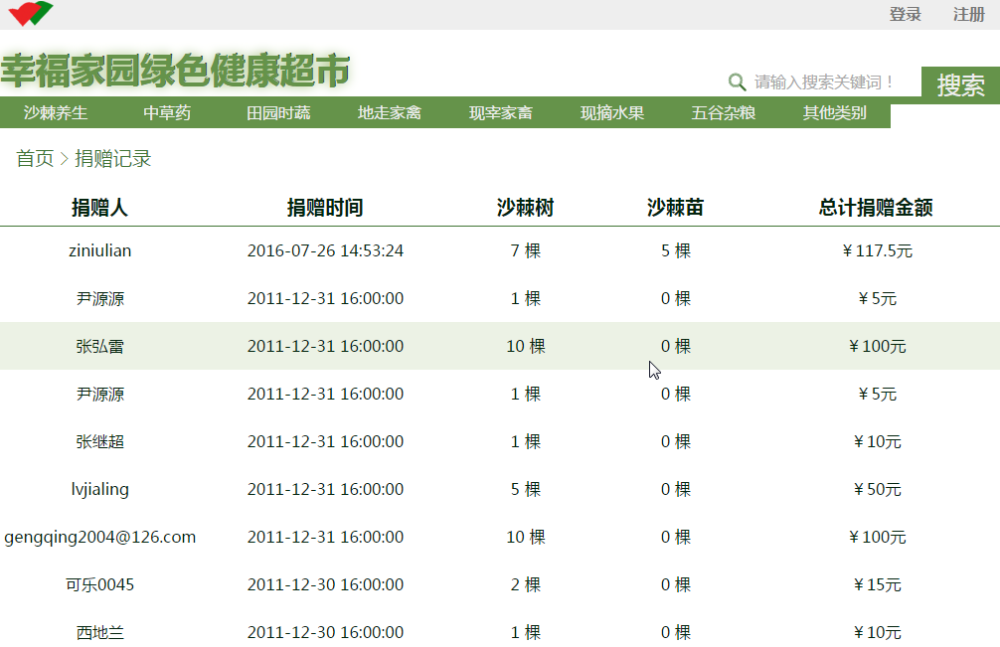 登录 注册
幸福家园绿色健康超市
请输入搜索关键词！ 搜索
沙棘养生 中草药 田园时蔬 地走家禽 现宰家畜 现摘水果 五谷杂粮 其他类别
首页 > 捐赠记录
捐赠人 捐赠时间 沙棘树 沙棘苗 总计捐赠金额
ziniulian 2016-07-26 14:53:24 7 棵 5 棵 ¥117.5元
尹源源 2011-12-31 16:00:00 1 棵 0 棵 ¥5元
张弘雷 2011-12-31 16:00:00 10 棵 0 棵 ¥100元
尹源源 2011-12-31 16:00:00 1 棵 0 棵 ¥5元
张继超 2011-12-31 16:00:00 1 棵 0 棵 ¥10元
lvjialing 2011-12-31 16:00:00 5 棵 0 棵 ¥50元
gengqing2004@126.com 2011-12-31 16:00:00 10 棵 0 棵 ¥100元
可乐0045 2011-12-30 16:00:00 2 棵 0 棵 ¥15元
西地兰 2011-12-30 16:00:00 1 棵 0 棵 ¥10元